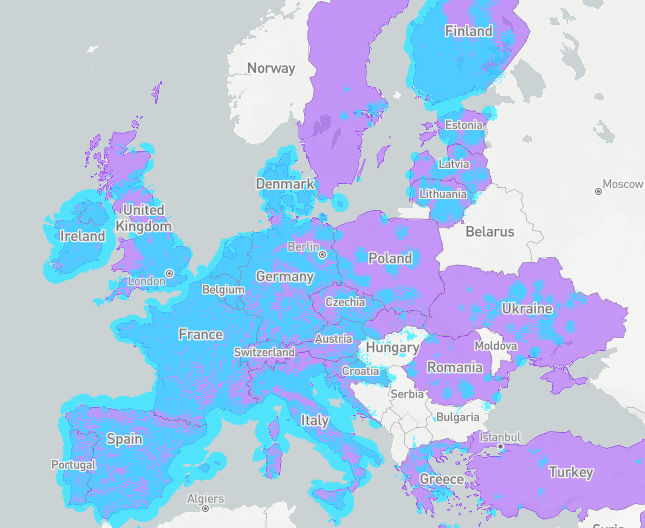 Finland
Norway
Estonia
Moscow
Latvia
Denmark
Lithuania
United
Kingdom
Ireland
Belarus
Berlin
Poland
London
Germany
Belgium
Czechia
Ukraine
France
Austria
Moldova
Hungary
Switzerland
Romania
Croatia
Serbia
Italy
Bulgaria
Spain
Istanbul
Portugal
Turkey
Greece
Algiers
Syria